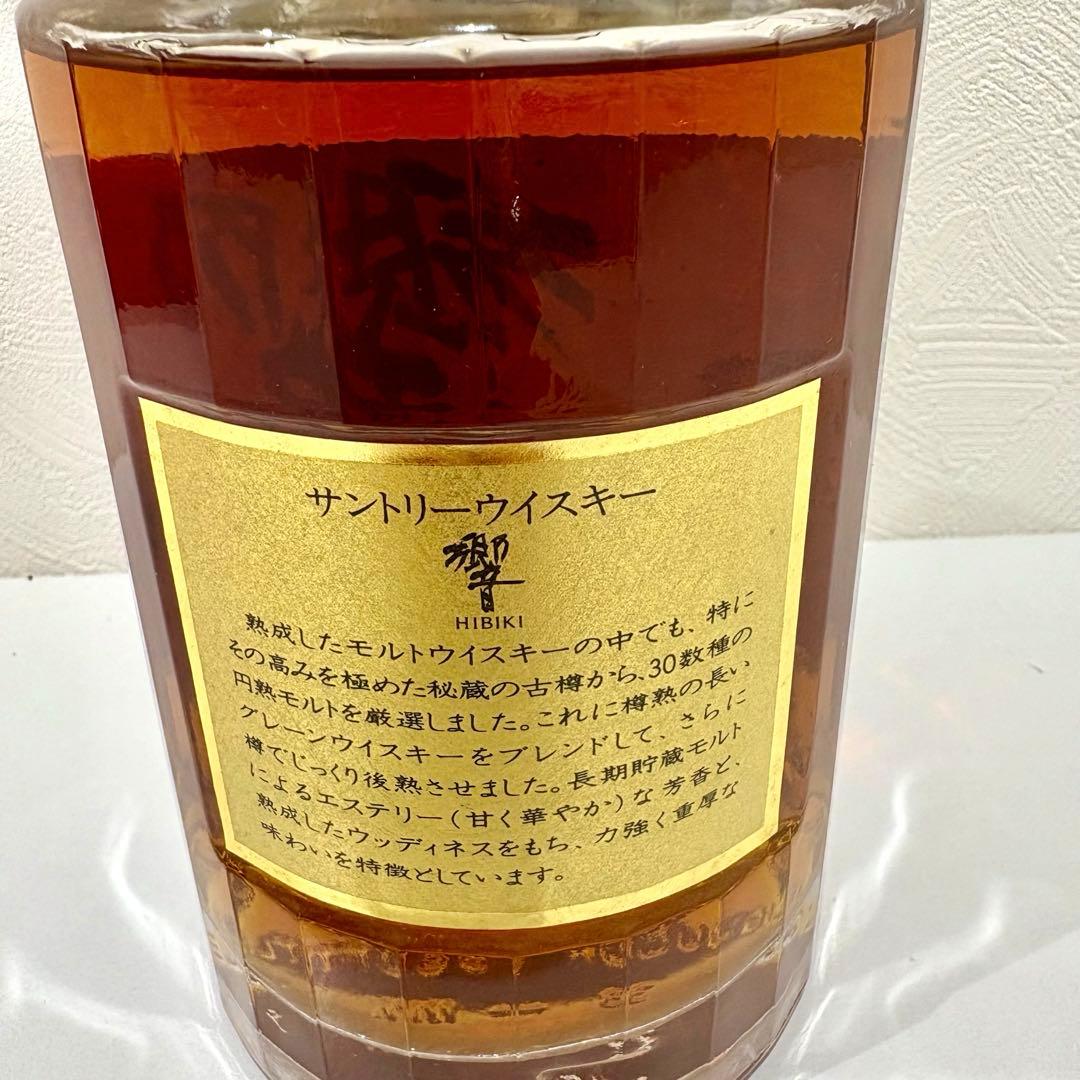 サントリーウイスキー
響
HIBIKI
熟成したモルトウイスキーの中でも、特に
その高みを極めた秘蔵の古樽から、30数種の
円熟モルトを厳選しました。これに樽熟の長い
グレーンウイスキーをブレンドして、さらに
樽でじっくり後熟させました。長期貯蔵モルト
によるエステリー(甘く華やか)な芳香と、
熟成したウッディネスをもち、力強く重厚な
味わいを特徴としています。